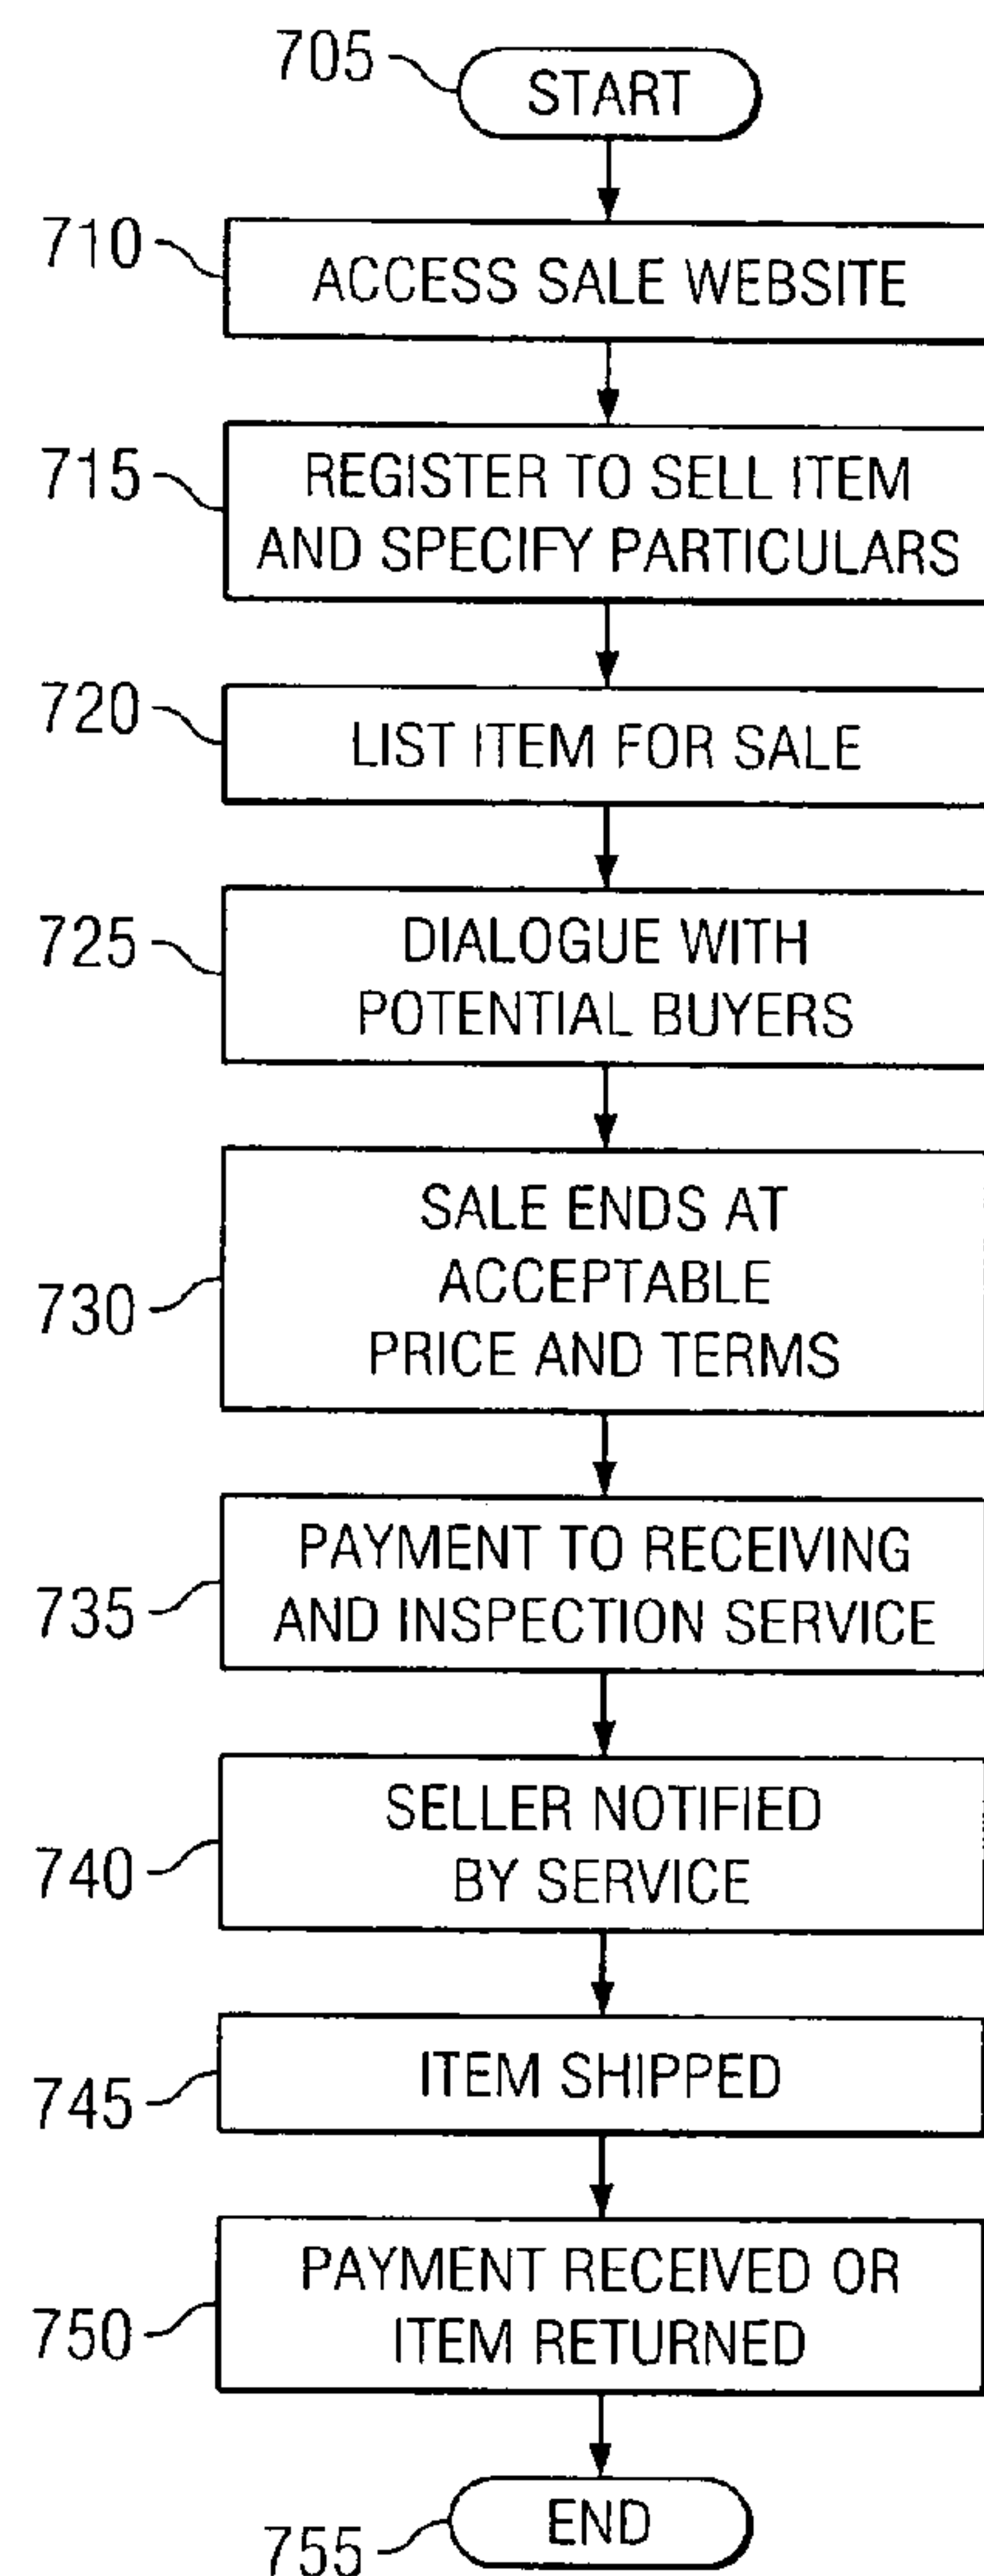 705
START
710
ACCESS SALE WEBSITE
715
REGISTER TO SELL ITEM
AND SPECIFY PARTICULARS
720
LIST ITEM FOR SALE
725
DIALOGUE WITH
POTENTIAL BUYERS
730
SALE ENDS AT
ACCEPTABLE
PRICE AND TERMS
735
PAYMENT TO RECEIVING
AND INSPECTION SERVICE
740
SELLER NOTIFIED
BY SERVICE
745
ITEM SHIPPED
750
PAYMENT RECEIVED OR
ITEM RETURNED
755
END